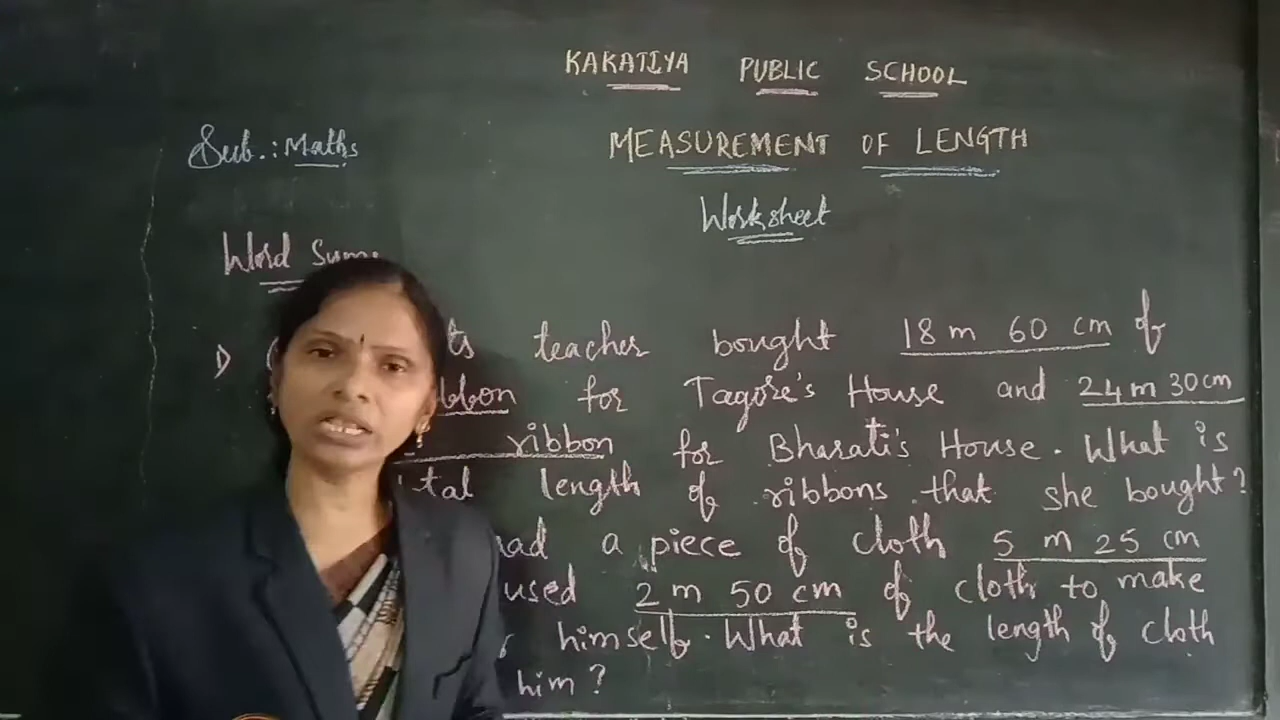 KAKATIYA PUBLIC SCHOOL
Sub.: Maths
MEASUREMENT OF LENGTH
Worksheet
Word
1) teacher bought 18 m 60 cm of
for Tagore's House and 24 m 30 cm
ribbon for Bharati's House. What is
length of ribbons that she bought?
a piece of cloth 5 m 25 cm
used 2 m 50 cm of cloth to make
himself. What is the length of cloth
him?